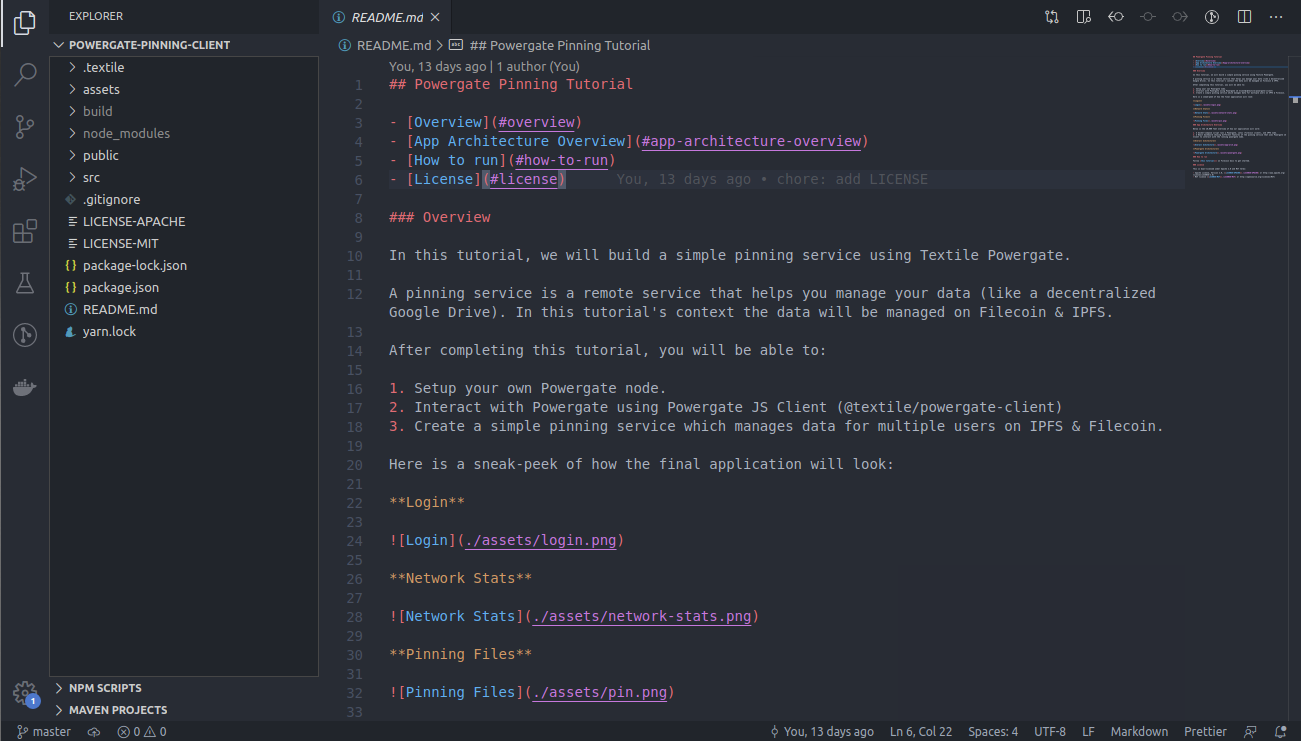 EXPLORER
POWERGATE-PINNING-CLIENT
.textile
assets
build
node_modules
public
src
.gitignore
LICENSE-APACHE
LICENSE-MIT
{} package-lock.json
{} package.json
README.md
yarn.lock
NPM SCRIPTS
MAVEN PROJECTS
1
README.md
README.md > ## Powergate Pinning Tutorial
You, 13 days ago | 1 author (You)
1 ## Powergate Pinning Tutorial
2
3 - [Overview](#overview)
4 - [App Architecture Overview](#app-architecture-overview)
5 - [How to run](#how-to-run)
6 - [License](#license) You, 13 days ago • chore: add LICENSE
7
8 ### Overview
9
10 In this tutorial, we will build a simple pinning service using Textile Powergate.
11
12 A pinning service is a remote service that helps you manage your data (like a decentralized
Google Drive). In this tutorial's context the data will be managed on Filecoin & IPFS.
13
14 After completing this tutorial, you will be able to:
15
16 1. Setup your own Powergate node.
17 2. Interact with Powergate using Powergate JS Client (@textile/powergate-client)
18 3. Create a simple pinning service which manages data for multiple users on IPFS & Filecoin.
19
20 Here is a sneak-peek of how the final application will look:
21
22 **Login**
23
24 ![Login](./assets/login.png)
25
26 **Network Stats**
27
28 ![Network Stats](./assets/network-stats.png)
29
30 **Pinning Files**
31
32 ![Pinning Files](./assets/pin.png)
33
master 0 0 You, 13 days ago Ln 6, Col 22 Spaces: 4 UTF-8 LF Markdown Prettier